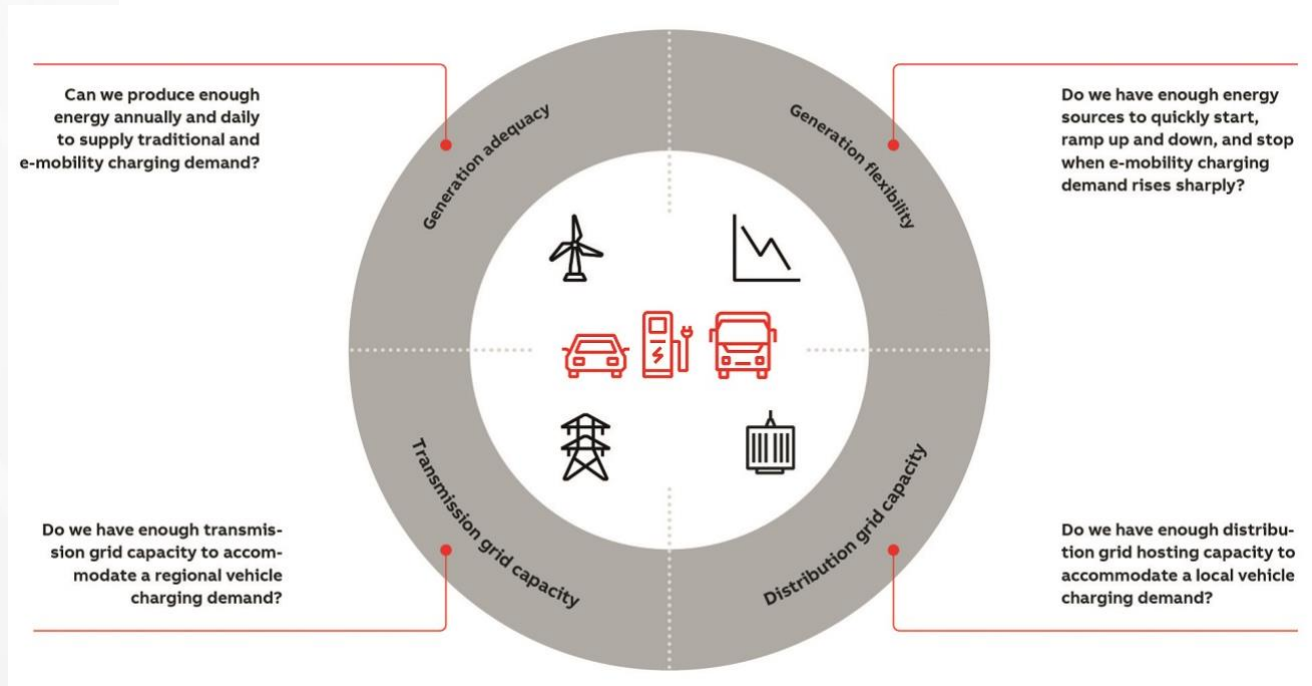 Can we produce enough
energy annually and daily
to supply traditional and
e-mobility charging demand?
Generation adequacy
Generation flexibility
Do we have enough energy
sources to quickly start,
ramp up and down, and stop
when e-mobility charging
demand rises sharply?
Do we have enough transmis-
sion grid capacity to accom-
modate a regional vehicle
charging demand?
Transmission grid capacity
Distribution grid capacity
Do we have enough distribu-
tion grid hosting capacity to
accommodate a local vehicle
charging demand?